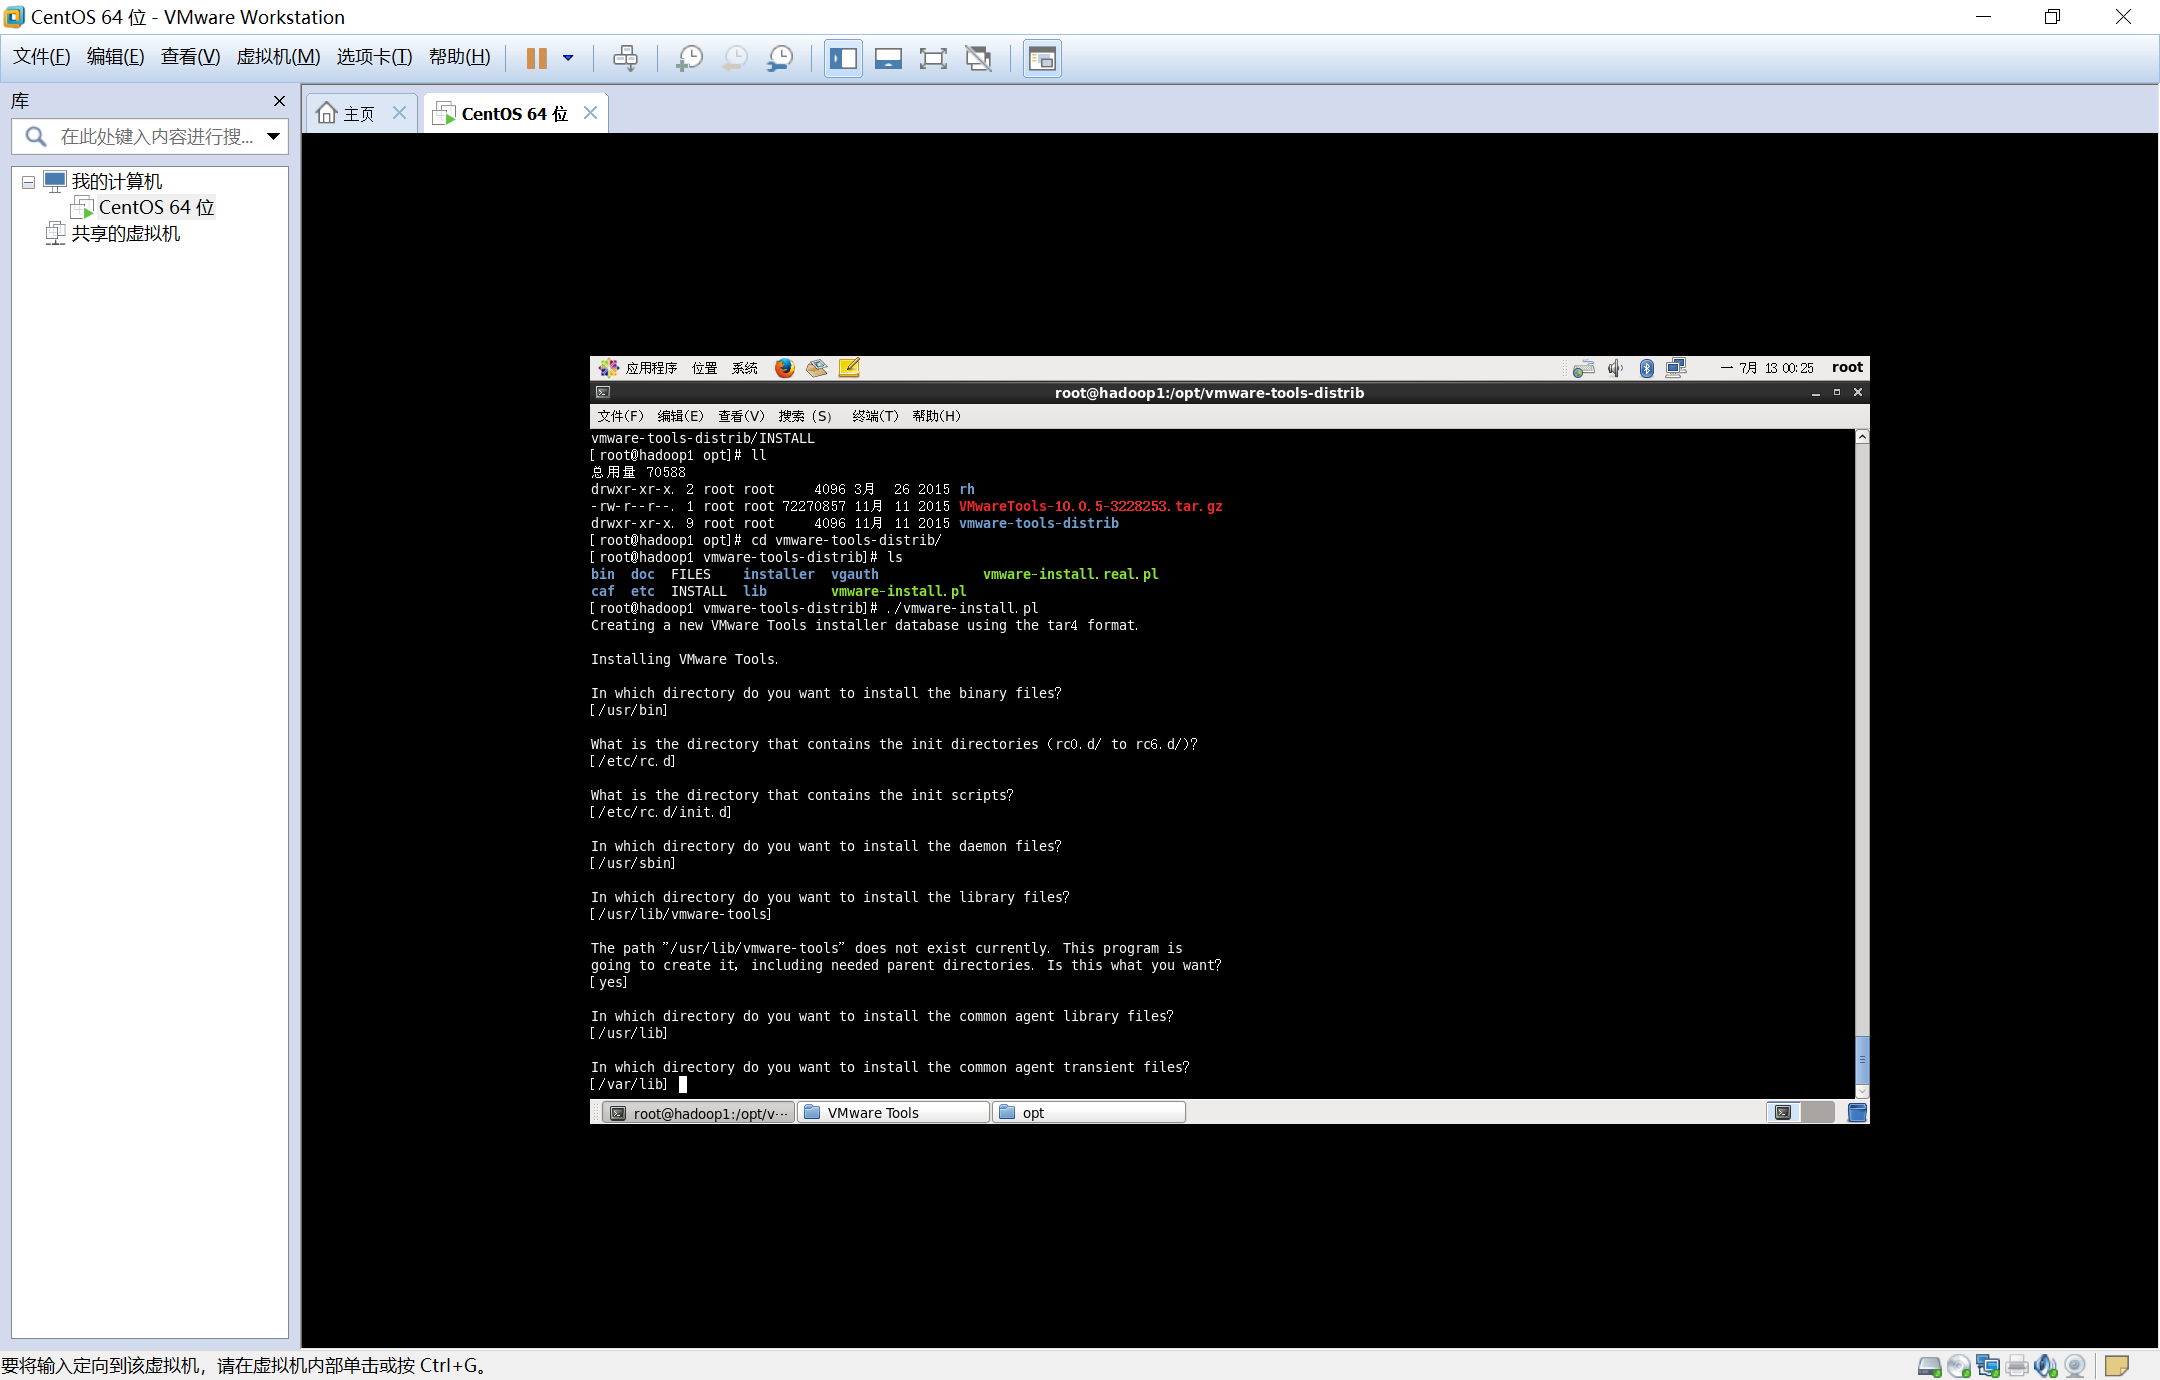 CentOS 64 位 - VMware Workstation
文件(F) 编辑(E) 查看(V) 虚拟机(M) 选项卡(T) 帮助(H)
库
在此处键入内容进行搜...
我的计算机
CentOS 64 位
共享的虚拟机
主页
CentOS 64 位
应用程序 位置 系统
一 7月 13 00:25 root
root@hadoop1:/opt/vmware-tools-distrib
文件(F) 编辑(E) 查看(V) 搜索 (S) 终端(T) 帮助(H)
vmware-tools-distrib/INSTALL
[root@hadoop1 opt]# ll
总用量 70588
drwxr-xr-x. 2 root root 4096 3月 26 2015 rh
-rw-r--r--. 1 root root 72270857 11月 11 2015 VMwareTools-10.0.5-3228253.tar.gz
drwxr-xr-x. 9 root root 4096 11月 11 2015 vmware-tools-distrib
[root@hadoop1 opt]# cd vmware-tools-distrib/
[root@hadoop1 vmware-tools-distrib]# ls
bin doc FILES installer vgauth vmware-install.real.pl
caf etc INSTALL lib vmware-install.pl
[root@hadoop1 vmware-tools-distrib]# ./vmware-install.pl
Creating a new VMware Tools installer database using the tar4 format.
Installing VMware Tools.
In which directory do you want to install the binary files?
[/usr/bin]
What is the directory that contains the init directories (rc0.d/ to rc6.d/)?
[/etc/rc.d]
What is the directory that contains the init scripts?
[/etc/rc.d/init.d]
In which directory do you want to install the daemon files?
[/usr/sbin]
In which directory do you want to install the library files?
[/usr/lib/vmware-tools]
The path "/usr/lib/vmware-tools" does not exist currently. This program is
going to create it, including needed parent directories. Is this what you want?
[yes]
In which directory do you want to install the common agent library files?
[/usr/lib]
In which directory do you want to install the common agent transient files?
[/var/lib]
root@hadoop1:/opt/v... VMware Tools opt
要将输入定向到该虚拟机，请在虚拟机内部单击或按 Ctrl+G。